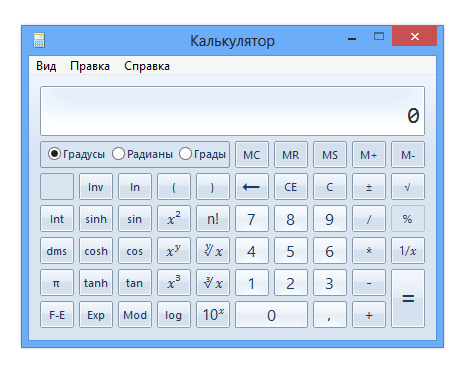 Калькулятор
Вид Правка Справка
0
Градусы Радианы Грады MC MR MS M+ M-
Inv ln ( ) ← CE C ± √
Int sinh sin x² n! 7 8 9 / %
dms cosh cos xʸ ʸ√x 4 5 6 * 1/x
π tanh tan x³ ³√x 1 2 3 - =
F-E Exp Mod log 10ˣ 0 , +